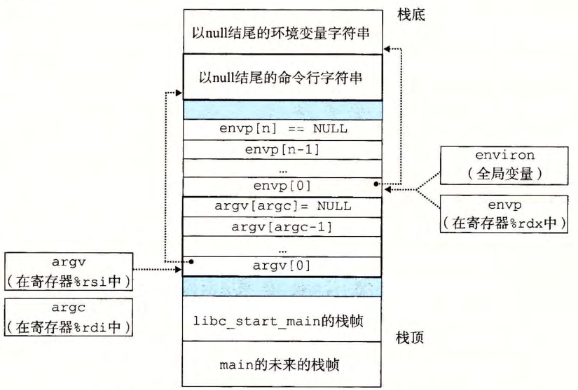 栈底
以null结尾的环境变量字符串
以null结尾的命令行字符串
envp[n] == NULL
envp[n-1]
…
envp[0]
environ
(全局变量)
envp
(在寄存器%rdx中)
argv[argc]= NULL
argv[argc-1]
…
argv[0]
argv
(在寄存器%rsi中)
argc
(在寄存器%rdi中)
libc_start_main的栈帧
栈顶
main的未来的栈帧